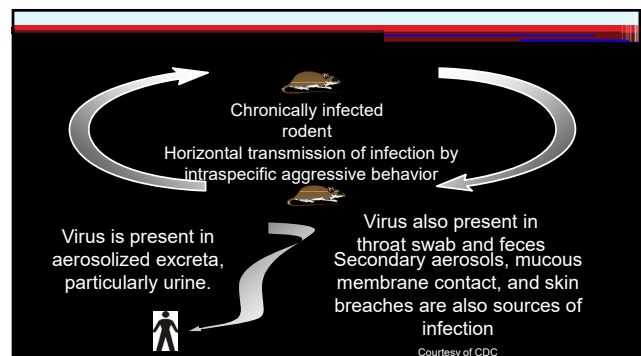 Chronically infected
rodent
Horizontal transmission of infection by
intraspecific aggressive behavior
Virus is present in
aerosolized excreta,
particularly urine.
Virus also present in
throat swab and feces
Secondary aerosols, mucous
membrane contact, and skin
breaches are also sources of
infection
Courtesy of CDC